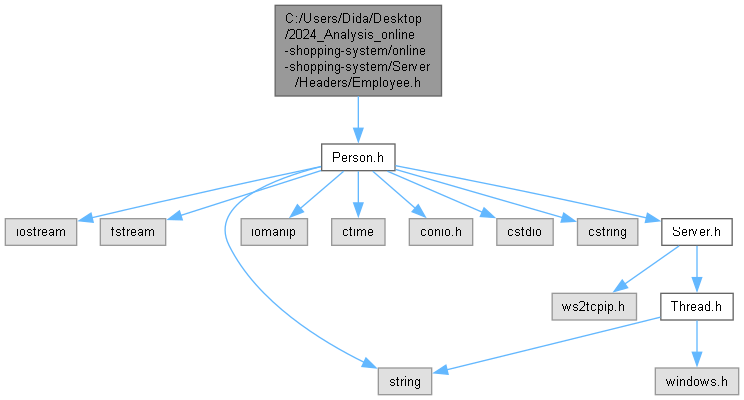 C:/Users/Dida/Desktop
/2024_Analysis_online
-shopping-system/online
-shopping-system/Server
/Headers/Employee.h
Person.h
iostream
fstream
iomanip
ctime
conio.h
cstdio
cstring
Server.h
ws2tcpip.h
Thread.h
string
windows.h